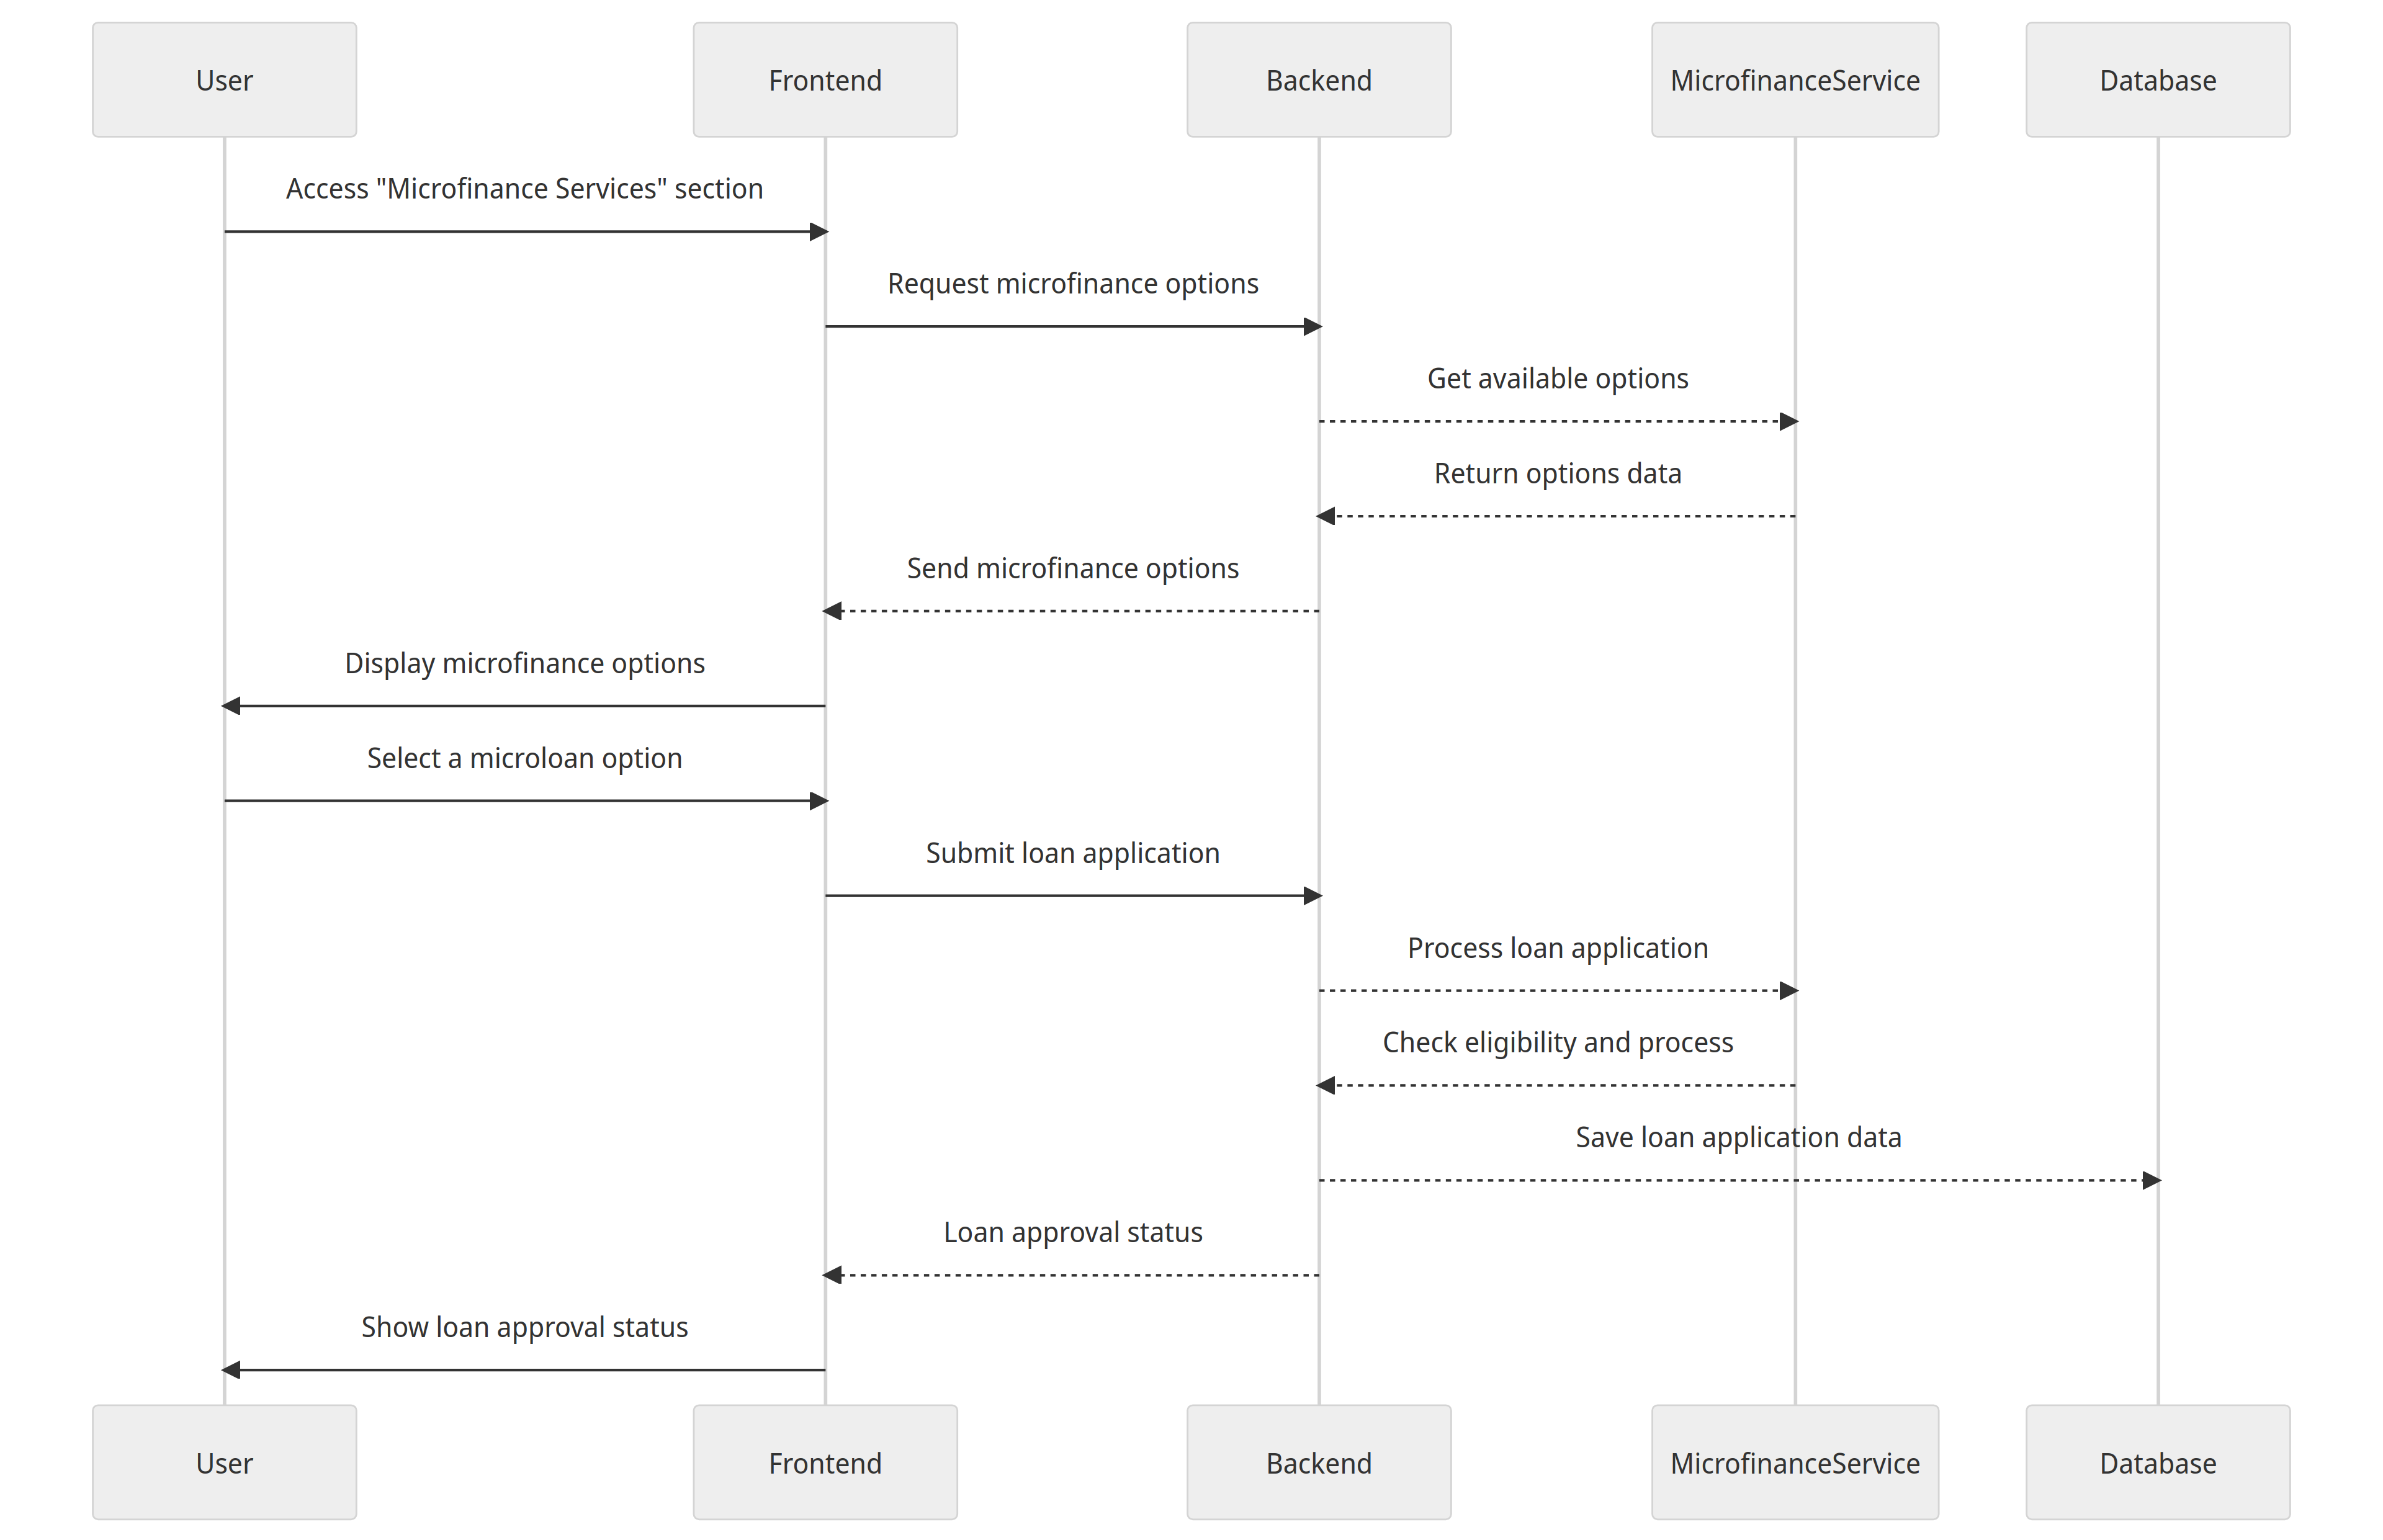 User
Frontend
Backend
MicrofinanceService
Database
Access "Microfinance Services" section
Request microfinance options
Get available options
Return options data
Send microfinance options
Display microfinance options
Select a microloan option
Submit loan application
Process loan application
Check eligibility and process
Save loan application data
Loan approval status
Show loan approval status
User
Frontend
Backend
MicrofinanceService
Database